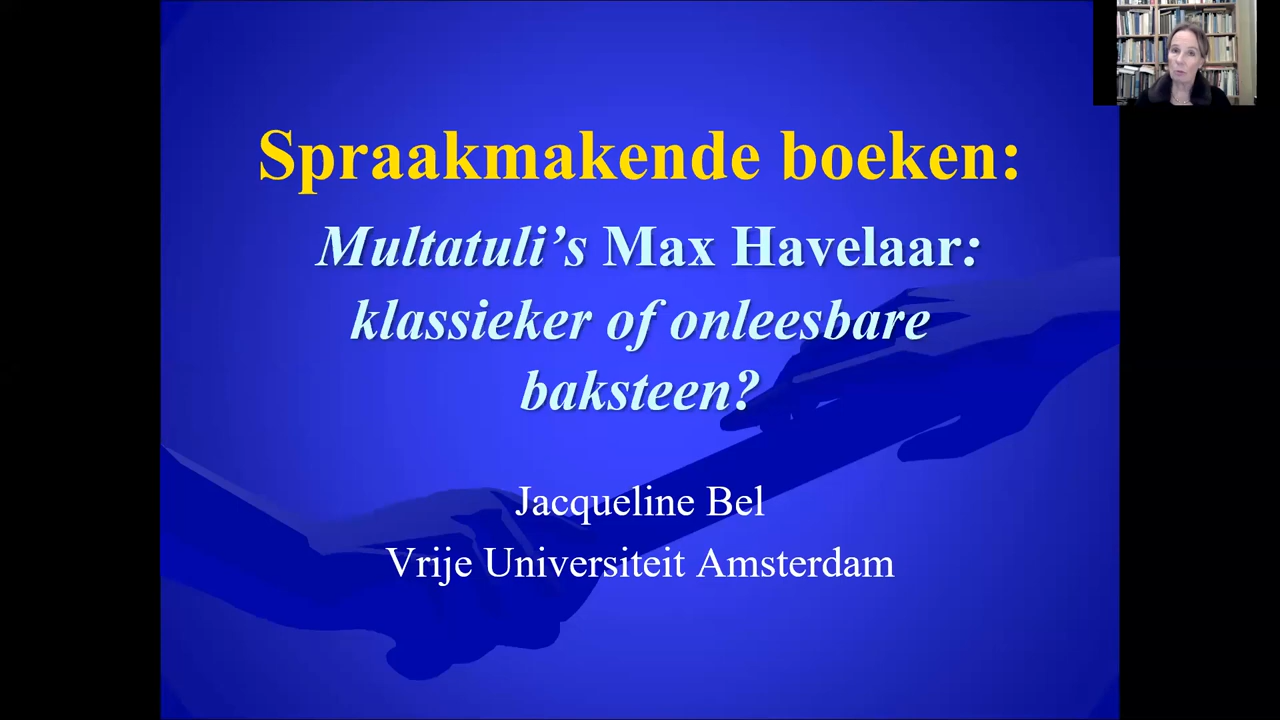 Spraakmakende boeken:
Multatuli’s Max Havelaar:
klassieker of onleesbare
baksteen?
Jacqueline Bel
Vrije Universiteit Amsterdam